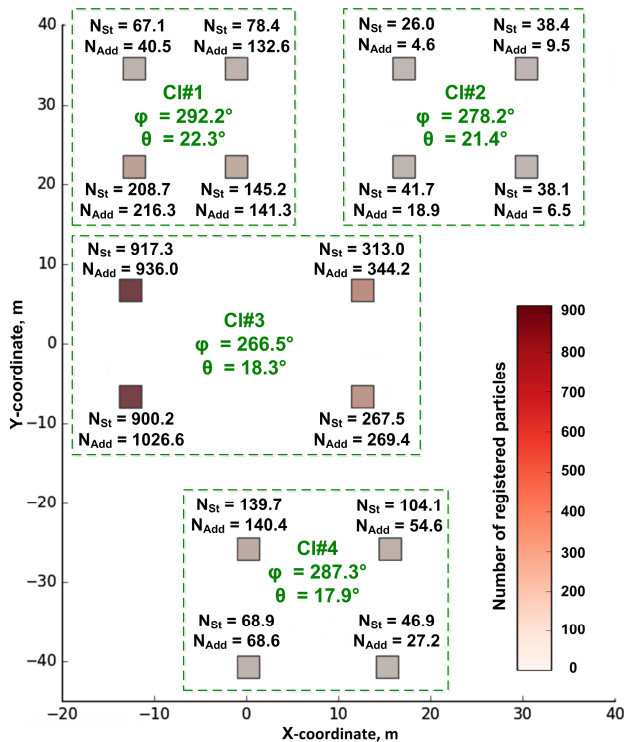 40
30
20
10
0
−10
−20
−30
−40
Y-coordinate, m
N_St = 67.1
N_Add = 40.5
N_St = 78.4
N_Add = 132.6
CI#1
φ = 292.2°
θ = 22.3°
N_St = 208.7
N_Add = 216.3
N_St = 145.2
N_Add = 141.3
N_St = 26.0
N_Add = 4.6
N_St = 38.4
N_Add = 9.5
CI#2
φ = 278.2°
θ = 21.4°
N_St = 41.7
N_Add = 18.9
N_St = 38.1
N_Add = 6.5
N_St = 917.3
N_Add = 936.0
N_St = 313.0
N_Add = 344.2
CI#3
φ = 266.5°
θ = 18.3°
N_St = 900.2
N_Add = 1026.6
N_St = 267.5
N_Add = 269.4
N_St = 139.7
N_Add = 140.4
N_St = 104.1
N_Add = 54.6
CI#4
φ = 287.3°
θ = 17.9°
N_St = 68.9
N_Add = 68.6
N_St = 46.9
N_Add = 27.2
Number of registered particles
900
800
700
600
500
400
300
200
100
0
−20 −10 0 10 20 30 40
X-coordinate, m